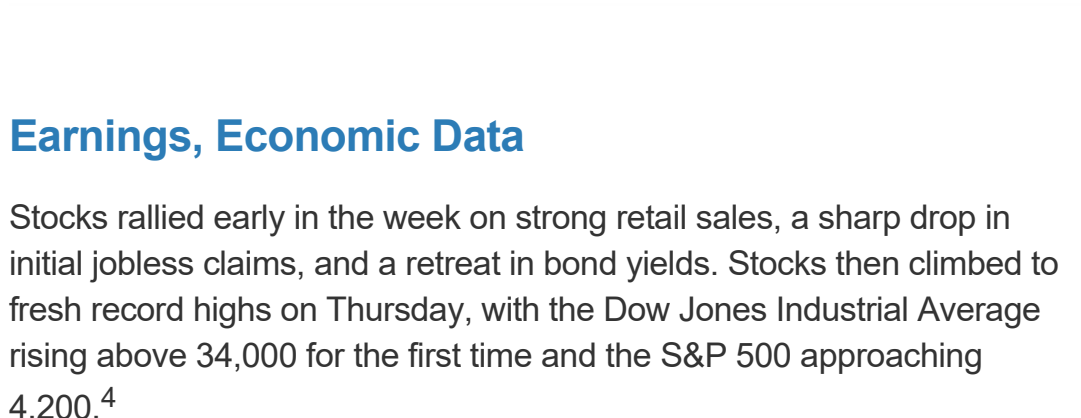 Earnings, Economic Data
Stocks rallied early in the week on strong retail sales, a sharp drop in
initial jobless claims, and a retreat in bond yields. Stocks then climbed to
fresh record highs on Thursday, with the Dow Jones Industrial Average
rising above 34,000 for the first time and the S&P 500 approaching
4,200.4